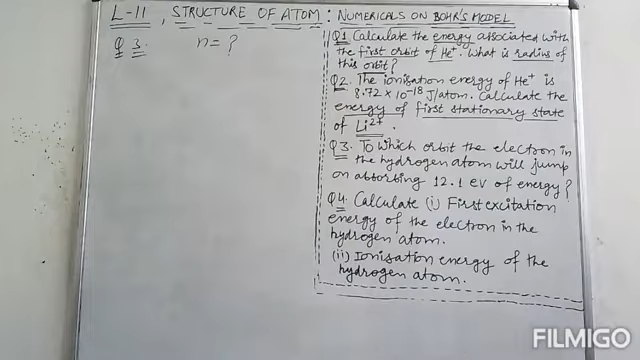 L-11, STRUCTURE OF ATOM : NUMERICALS ON BOHR'S MODEL
Q 3. n = ?
Q1 Calculate the energy associated with
the first orbit of He+. What is radius of
this orbit?
Q2. The ionisation energy of He+ is
8.72 × 10⁻¹⁸ J/atom. Calculate the
energy of first stationary state
of Li²⁺.
Q3. To which orbit the electron in
the hydrogen atom will jump
on absorbing 12.1 eV of energy?
Q4. Calculate (i) First excitation
energy of the electron in the
hydrogen atom.
(ii) Ionisation energy of the
hydrogen atom.
FILMIGO